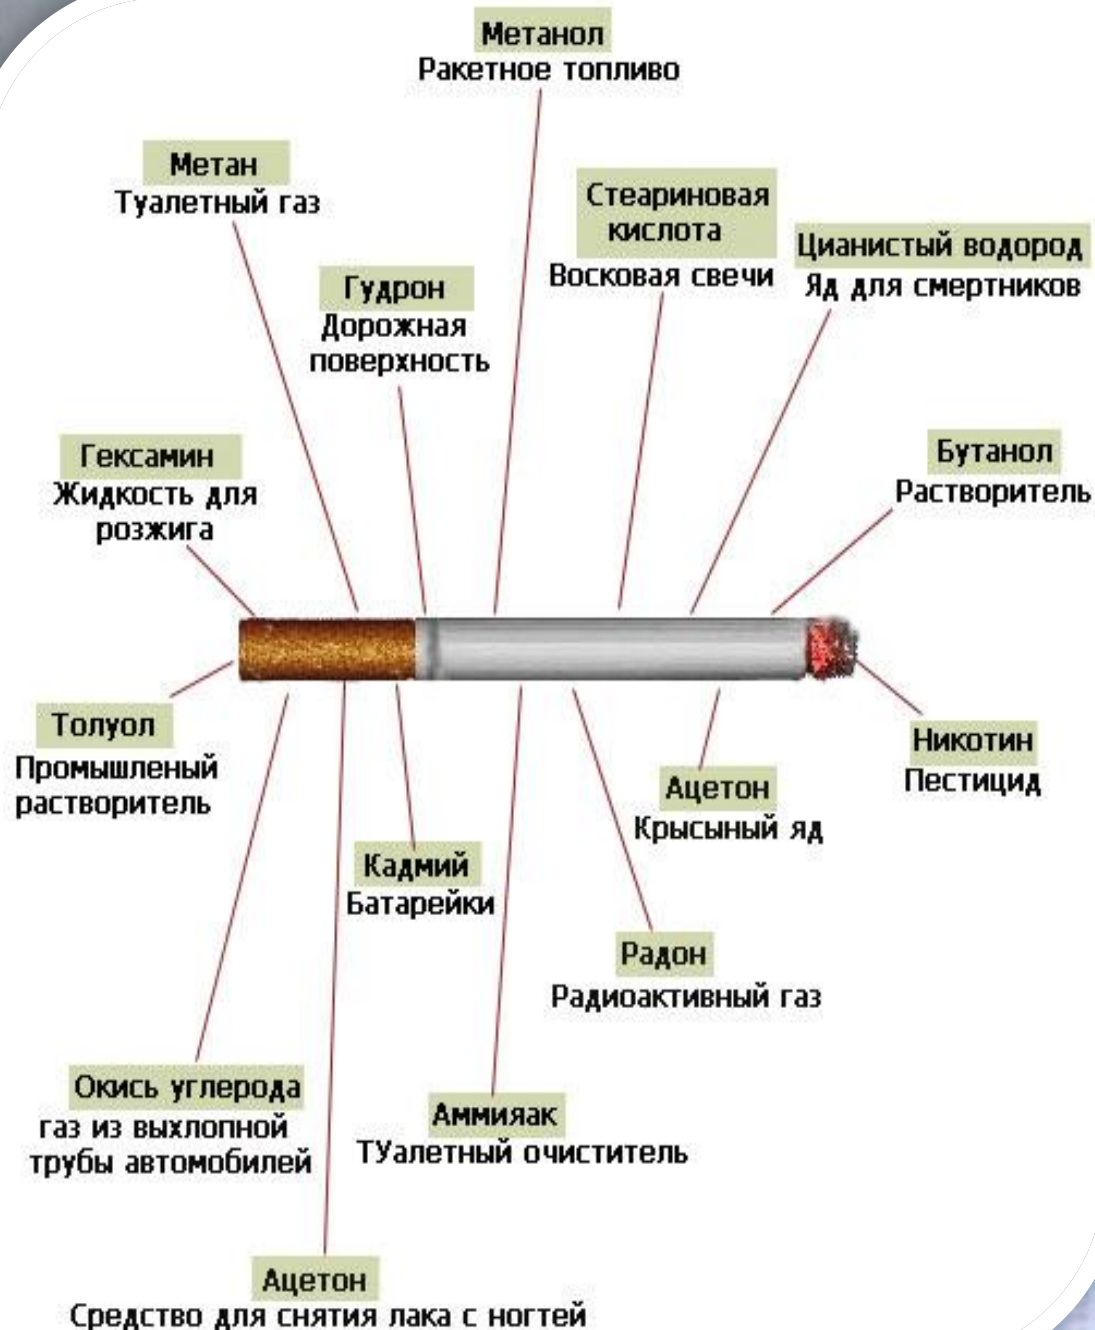 Метанол
Ракетное топливо
Метан
Туалетный газ
Стеариновая
кислота
Восковая свечи
Цианистый водород
Яд для смертников
Гудрон
Дорожная
поверхность
Гексамин
Жидкость для
розжига
Бутанол
Растворитель
Толуол
Промышленый
растворитель
Никотин
Пестицид
Ацетон
Крысыный яд
Кадмий
Батарейки
Радон
Радиоактивный газ
Окись углерода
газ из выхлопной
трубы автомобилей
Аммияак
ТУалетный очиститель
Ацетон
Средство для снятия лака с ногтей